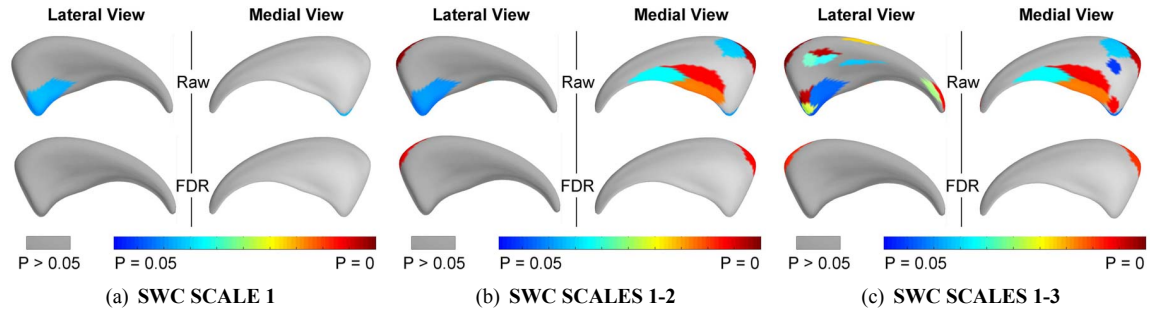 Lateral View Medial View Lateral View Medial View Lateral View Medial View
Raw Raw Raw
FDR FDR FDR
P > 0.05 P = 0.05 P = 0 P > 0.05 P = 0.05 P = 0 P > 0.05 P = 0.05 P = 0
(a) SWC SCALE 1 (b) SWC SCALES 1-2 (c) SWC SCALES 1-3